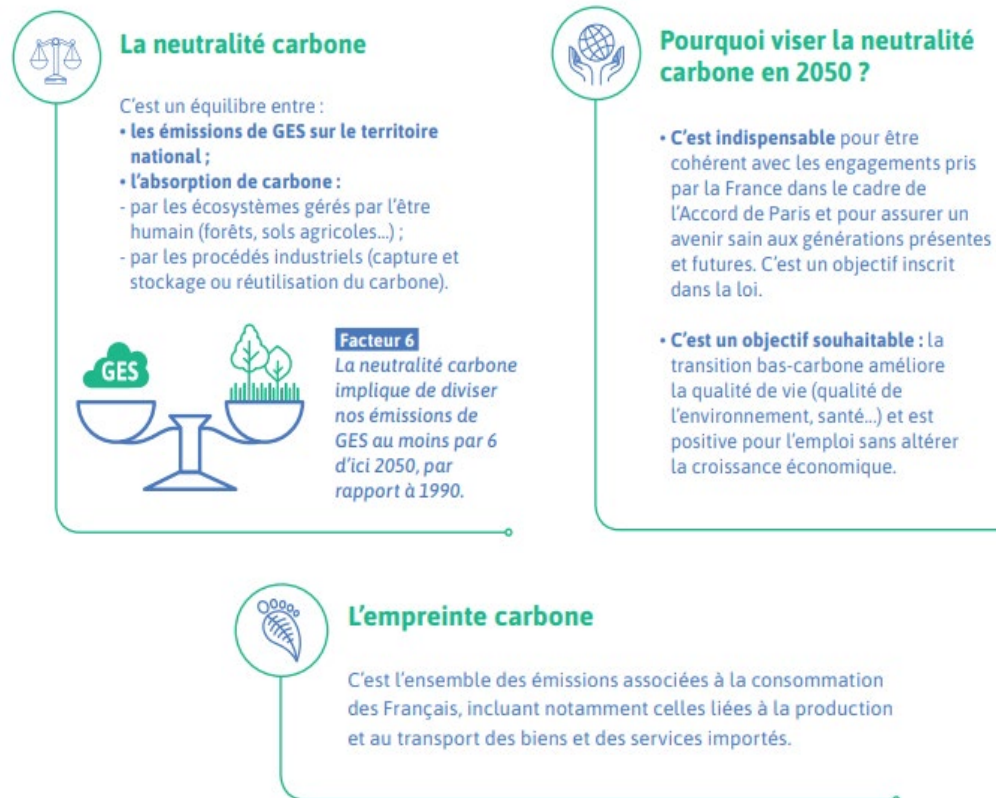 La neutralité carbone
C'est un équilibre entre :
• les émissions de GES sur le territoire
national ;
• l'absorption de carbone :
- par les écosystèmes gérés par l'être
humain (forêts, sols agricoles...) ;
- par les procédés industriels (capture et
stockage ou réutilisation du carbone).
GES
Facteur 6
La neutralité carbone
implique de diviser
nos émissions de
GES au moins par 6
d'ici 2050, par
rapport à 1990.
Pourquoi viser la neutralité
carbone en 2050 ?
• C'est indispensable pour être
cohérent avec les engagements pris
par la France dans le cadre de
l'Accord de Paris et pour assurer un
avenir sain aux générations présentes
et futures. C'est un objectif inscrit
dans la loi.
• C'est un objectif souhaitable : la
transition bas-carbone améliore
la qualité de vie (qualité de
l'environnement, santé...) et est
positive pour l'emploi sans altérer
la croissance économique.
L'empreinte carbone
C'est l'ensemble des émissions associées à la consommation
des Français, incluant notamment celles liées à la production
et au transport des biens et des services importés.